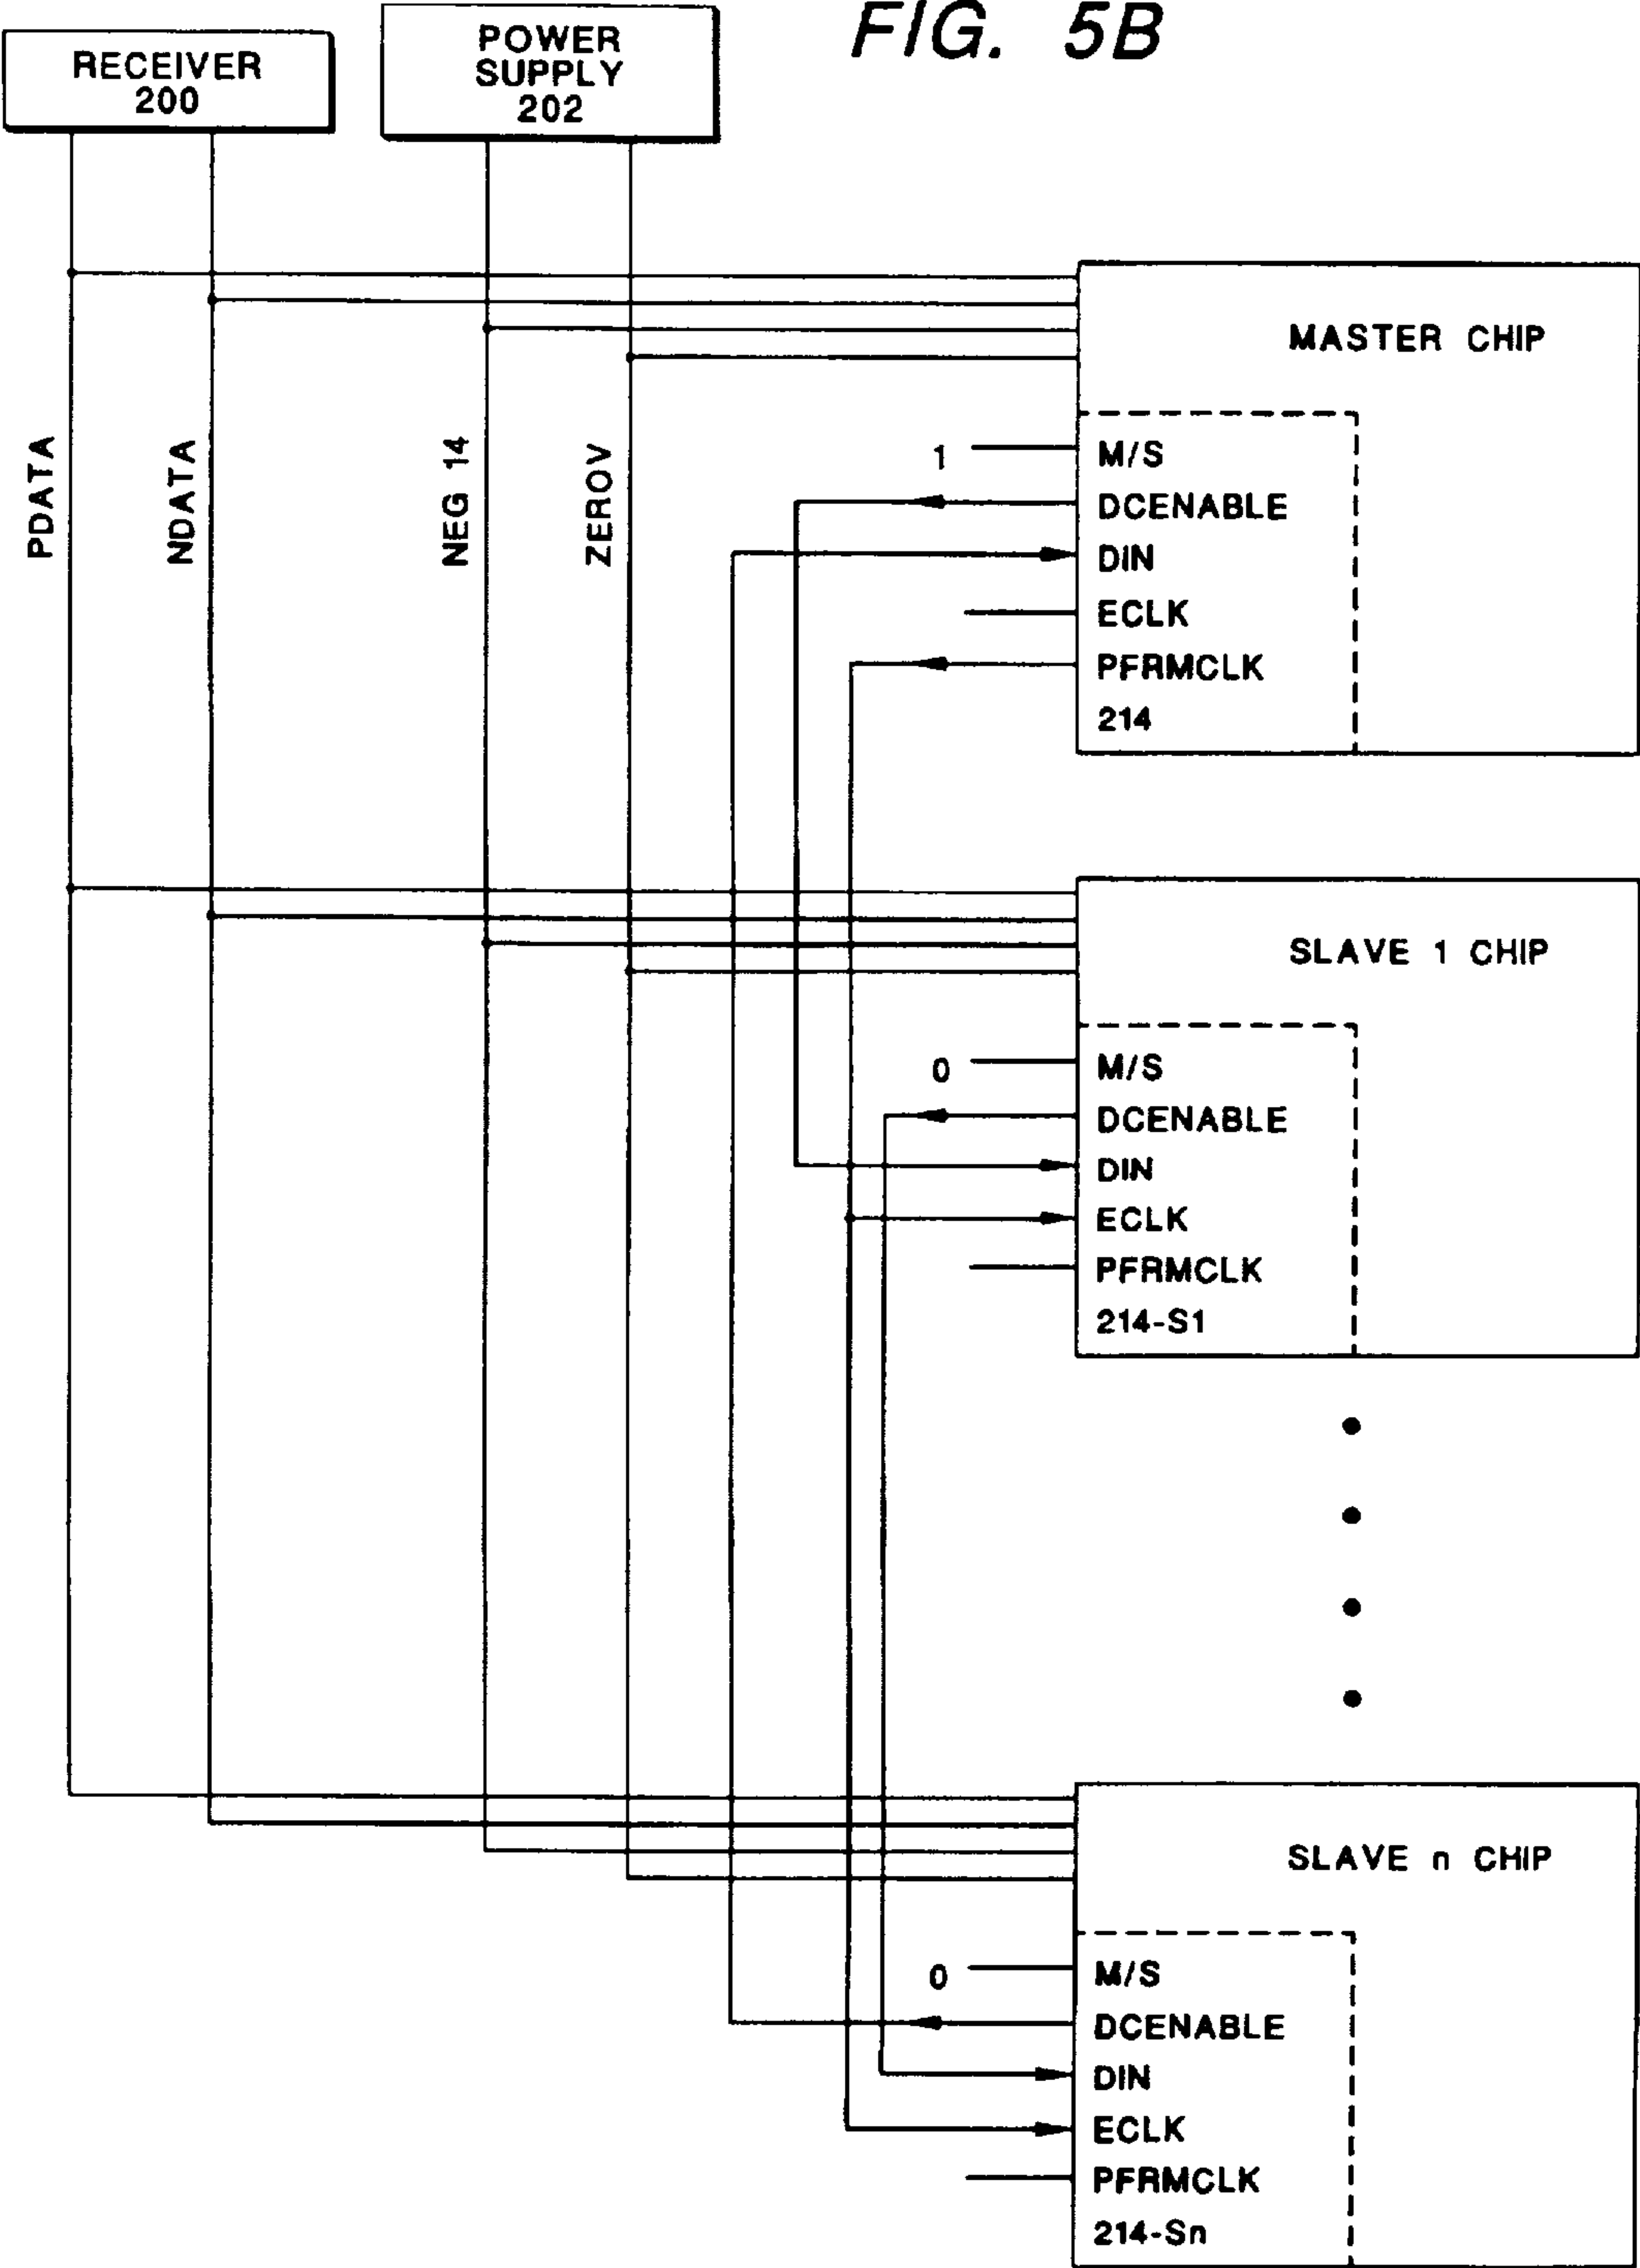 FIG. 5B
RECEIVER
200
POWER
SUPPLY
202
PDATA
NDATA
NEG 14
ZEROV
MASTER CHIP
1
M/S
DCENABLE
DIN
ECLK
PFRMCLK
214
SLAVE 1 CHIP
0
M/S
DCENABLE
DIN
ECLK
PFRMCLK
214-S1
SLAVE n CHIP
0
M/S
DCENABLE
DIN
ECLK
PFRMCLK
214-Sn